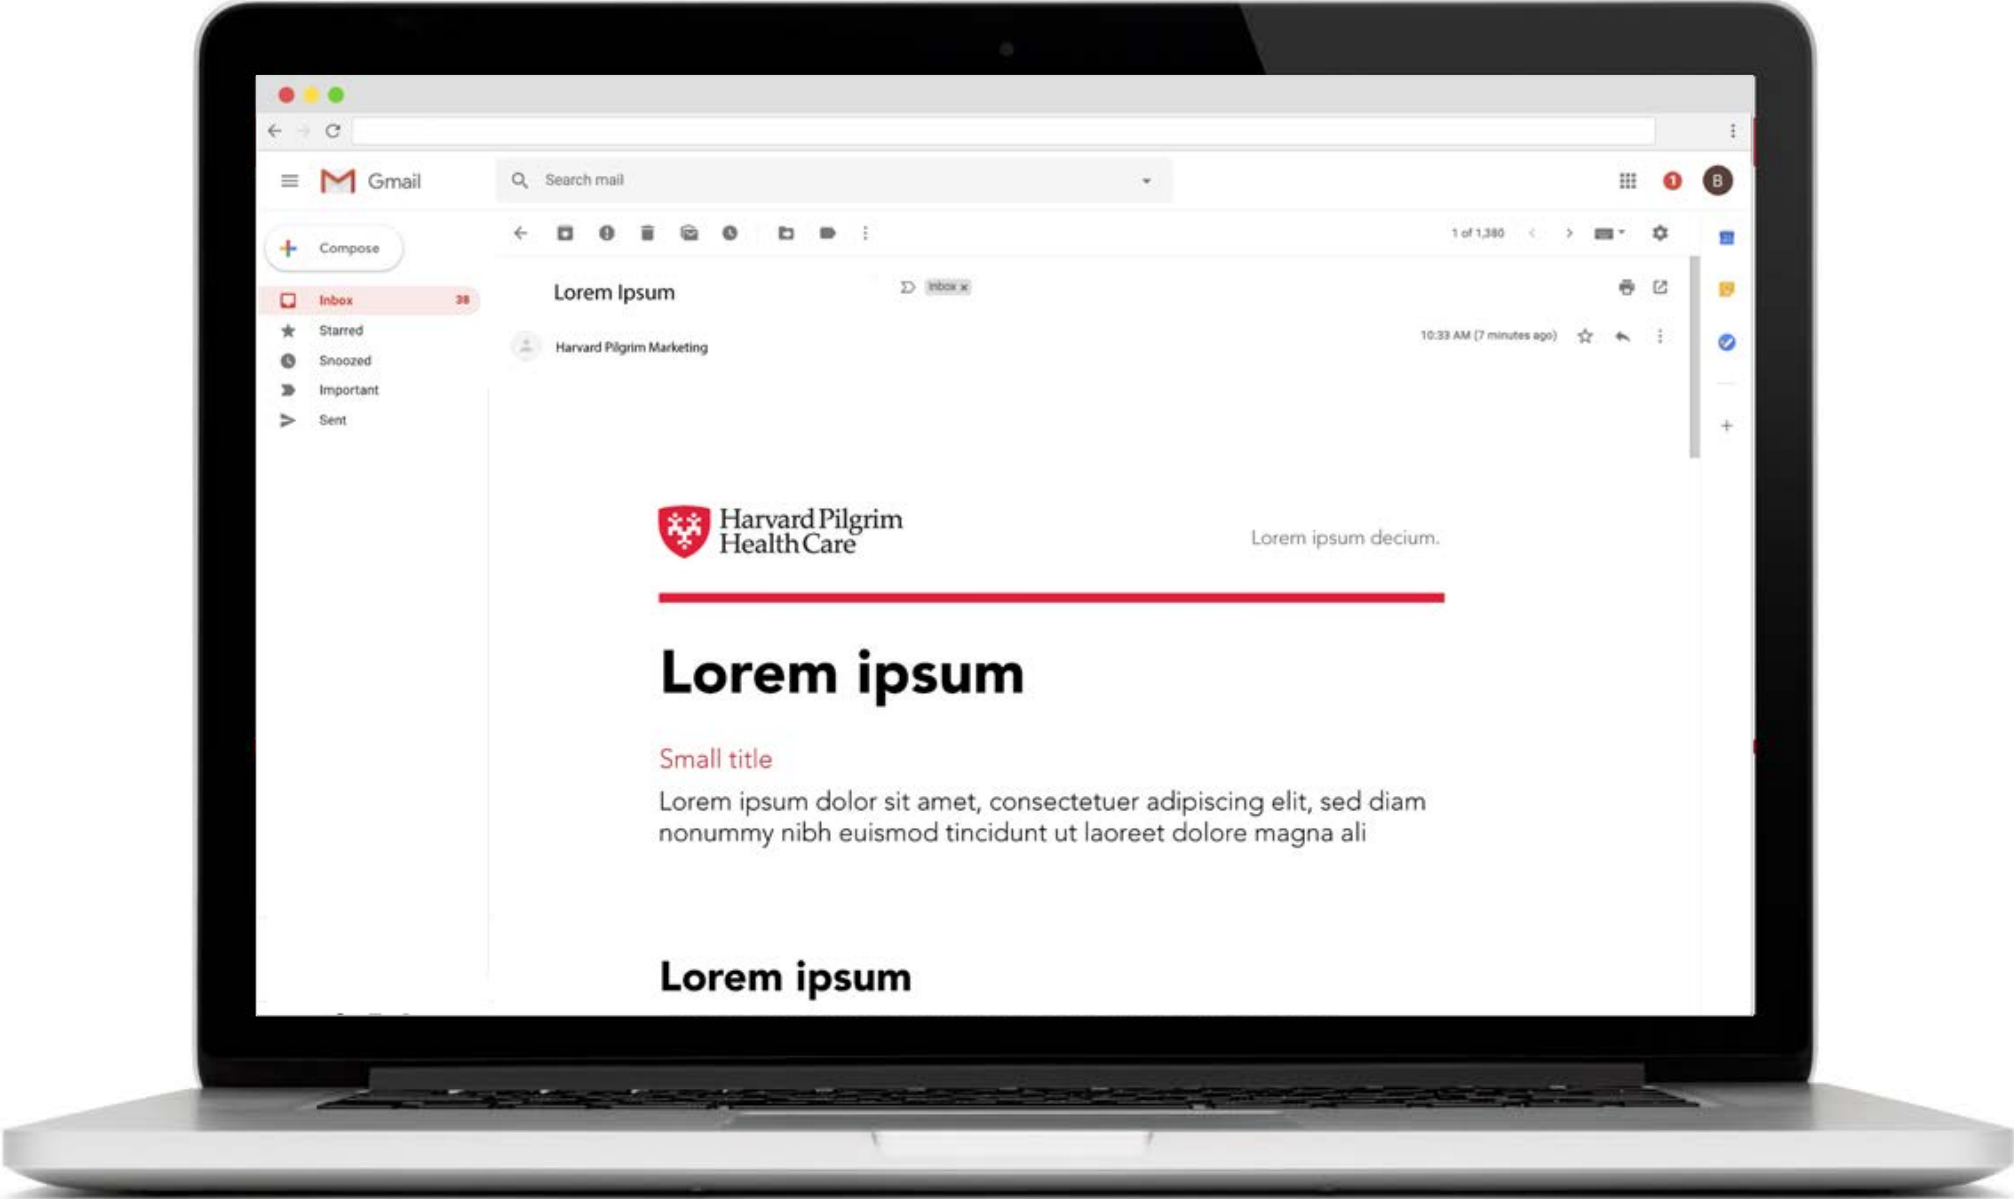 Gmail
Search mail
1
B
Compose
1 of 1,380
Inbox 38
Starred
Snoozed
Important
Sent
Lorem Ipsum
Inbox x
Harvard Pilgrim Marketing
10:33 AM (7 minutes ago)
Harvard Pilgrim
Health Care
Lorem ipsum decium.
Lorem ipsum
Small title
Lorem ipsum dolor sit amet, consectetuer adipiscing elit, sed diam
nonummy nibh euismod tincidunt ut laoreet dolore magna ali
Lorem ipsum